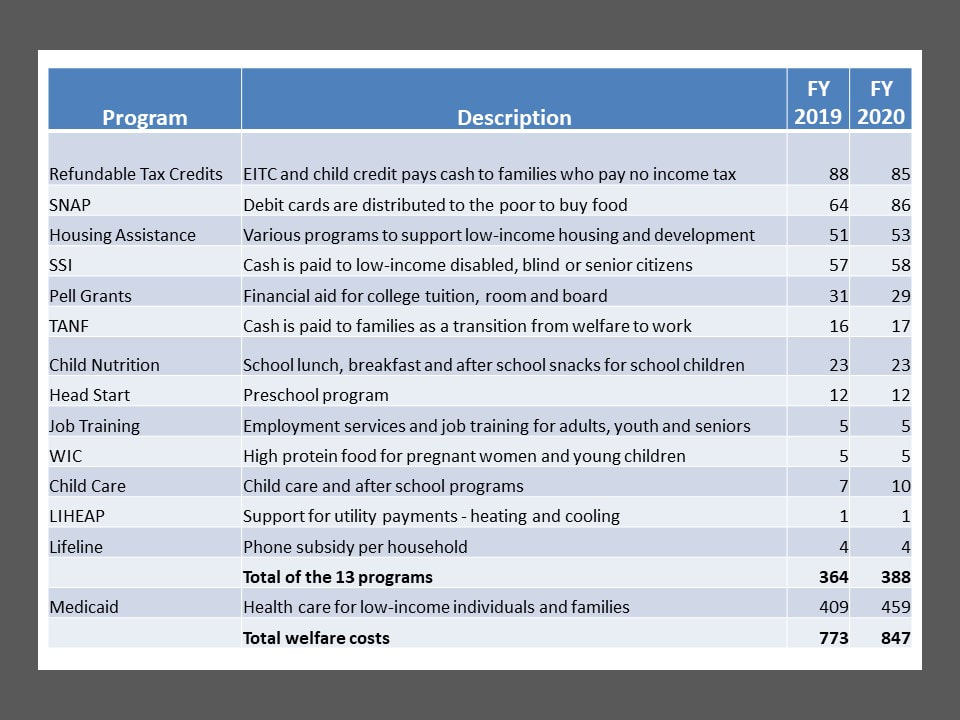 Program Description FY 2019 FY 2020
Refundable Tax Credits EITC and child credit pays cash to families who pay no income tax 88 85
SNAP Debit cards are distributed to the poor to buy food 64 86
Housing Assistance Various programs to support low-income housing and development 51 53
SSI Cash is paid to low-income disabled, blind or senior citizens 57 58
Pell Grants Financial aid for college tuition, room and board 31 29
TANF Cash is paid to families as a transition from welfare to work 16 17
Child Nutrition School lunch, breakfast and after school snacks for school children 23 23
Head Start Preschool program 12 12
Job Training Employment services and job training for adults, youth and seniors 5 5
WIC High protein food for pregnant women and young children 5 5
Child Care Child care and after school programs 7 10
LIHEAP Support for utility payments - heating and cooling 1 1
Lifeline Phone subsidy per household 4 4
Total of the 13 programs 364 388
Medicaid Health care for low-income individuals and families 409 459
Total welfare costs 773 847